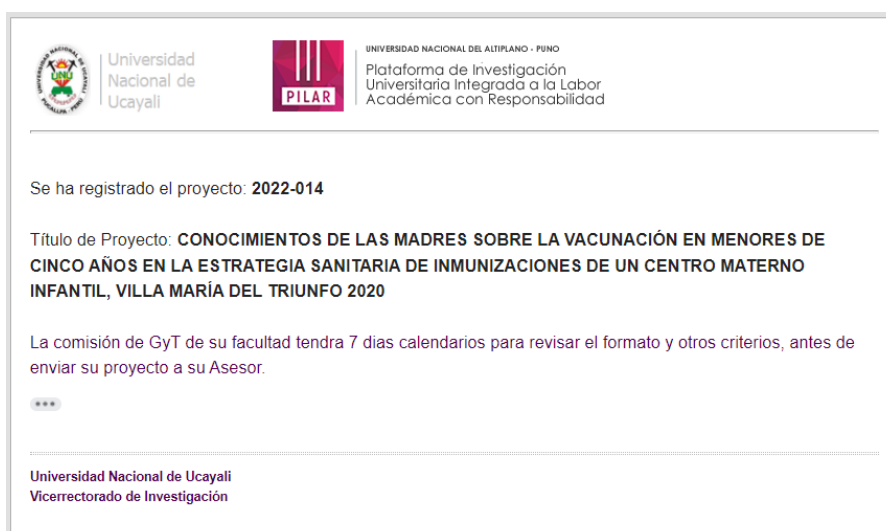 Universidad
Nacional de
Ucayali
PILAR
UNIVERSIDAD NACIONAL DEL ALTIPLANO - PUNO
Plataforma de Investigación
Universitaria Integrada a la Labor
Académica con Responsabilidad
Se ha registrado el proyecto: 2022-014
Título de Proyecto: CONOCIMIENTOS DE LAS MADRES SOBRE LA VACUNACIÓN EN MENORES DE
CINCO AÑOS EN LA ESTRATEGIA SANITARIA DE INMUNIZACIONES DE UN CENTRO MATERNO
INFANTIL, VILLA MARÍA DEL TRIUNFO 2020
La comisión de GyT de su facultad tendra 7 dias calendarios para revisar el formato y otros criterios, antes de
enviar su proyecto a su Asesor.
Universidad Nacional de Ucayali
Vicerrectorado de Investigación